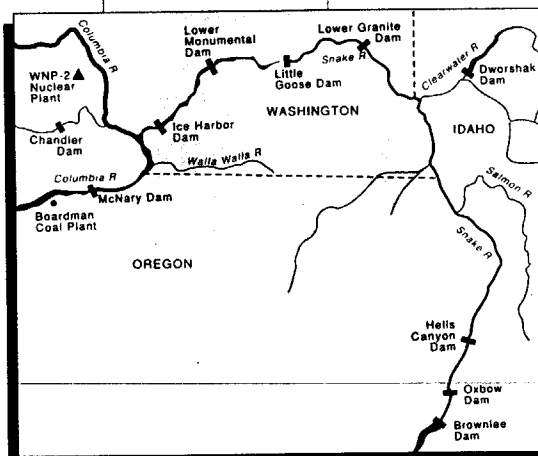 Columbia R
WNP-2
Nuclear
Plant
Chandler
Dam
Columbia R
McNary Dam
Boardman
Coal Plant
Lower
Monumental
Dam
Ice Harbor
Dam
Walla Walla R
Little
Goose Dam
Lower Granite
Dam
Snake R
WASHINGTON
Clearwater R
Dworshak
Dam
IDAHO
Salmon R
Snake R
OREGON
Hells
Canyon
Dam
Oxbow
Dam
Brownlee
Dam